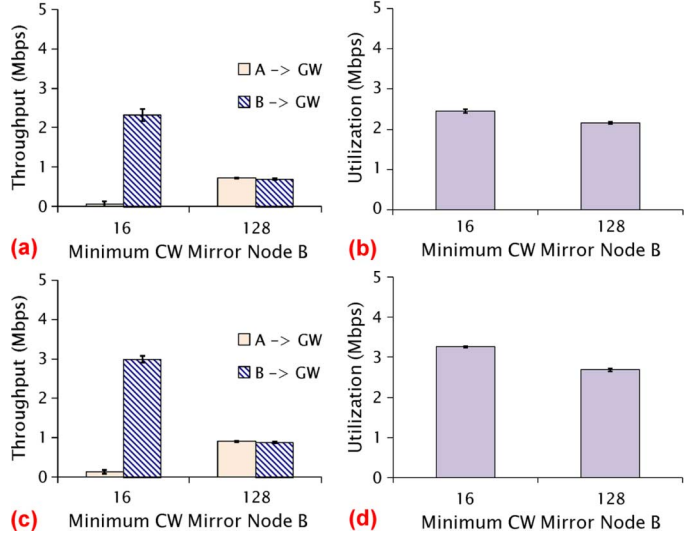 Throughput (Mbps)
5
4
3
2
1
0
A -> GW
B -> GW
16
128
(a)
Minimum CW Mirror Node B
Utilization (Mbps)
5
4
3
2
1
0
16
128
(b)
Minimum CW Mirror Node B
Throughput (Mbps)
5
4
3
2
1
0
A -> GW
B -> GW
16
128
(c)
Minimum CW Mirror Node B
Utilization (Mbps)
5
4
3
2
1
0
16
128
(d)
Minimum CW Mirror Node B